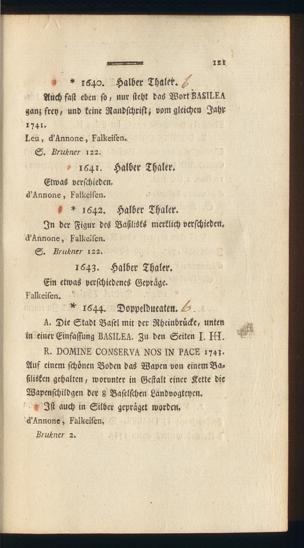 121
* 1640. Halber Thaler. 6
Auch fast eben so, nur steht das Wort BASILEA
ganz frey, und keine Randschrift; vom gleichen Jahr
1741.
Leu, d'Annone, Falkeisen.
S. Brukner 122.
1641. Halber Thaler.
Etwas verschieden.
d'Annone, Falkeisen.
* 1642. Halber Thaler.
In der Figur des Basilisks merklich verschieden.
d'Annone, Falkeisen.
S. Brukner 122.
1643. Halber Thaler.
Ein etwas verschiedenes Gepräge.
Falkeisen.
* 1644. Doppelducaten. 6.
A. Die Stadt Basel mit der Rheinbrücke, unten
in einer Einfassung BASILEA. Zu den Seiten I. HH.
R. DOMINE CONSERVA NOS IN PACE 1743.
Auf einem schönen Boden das Wapen von einem Ba-
silisken gehalten, worunter in Gestalt einer Kette die
Wapenschildgen der 8 Baselschen Landvogteyen.
Ist auch in Silber gepräget worden.
d'Annone, Falkeisen.
Brukner 2.